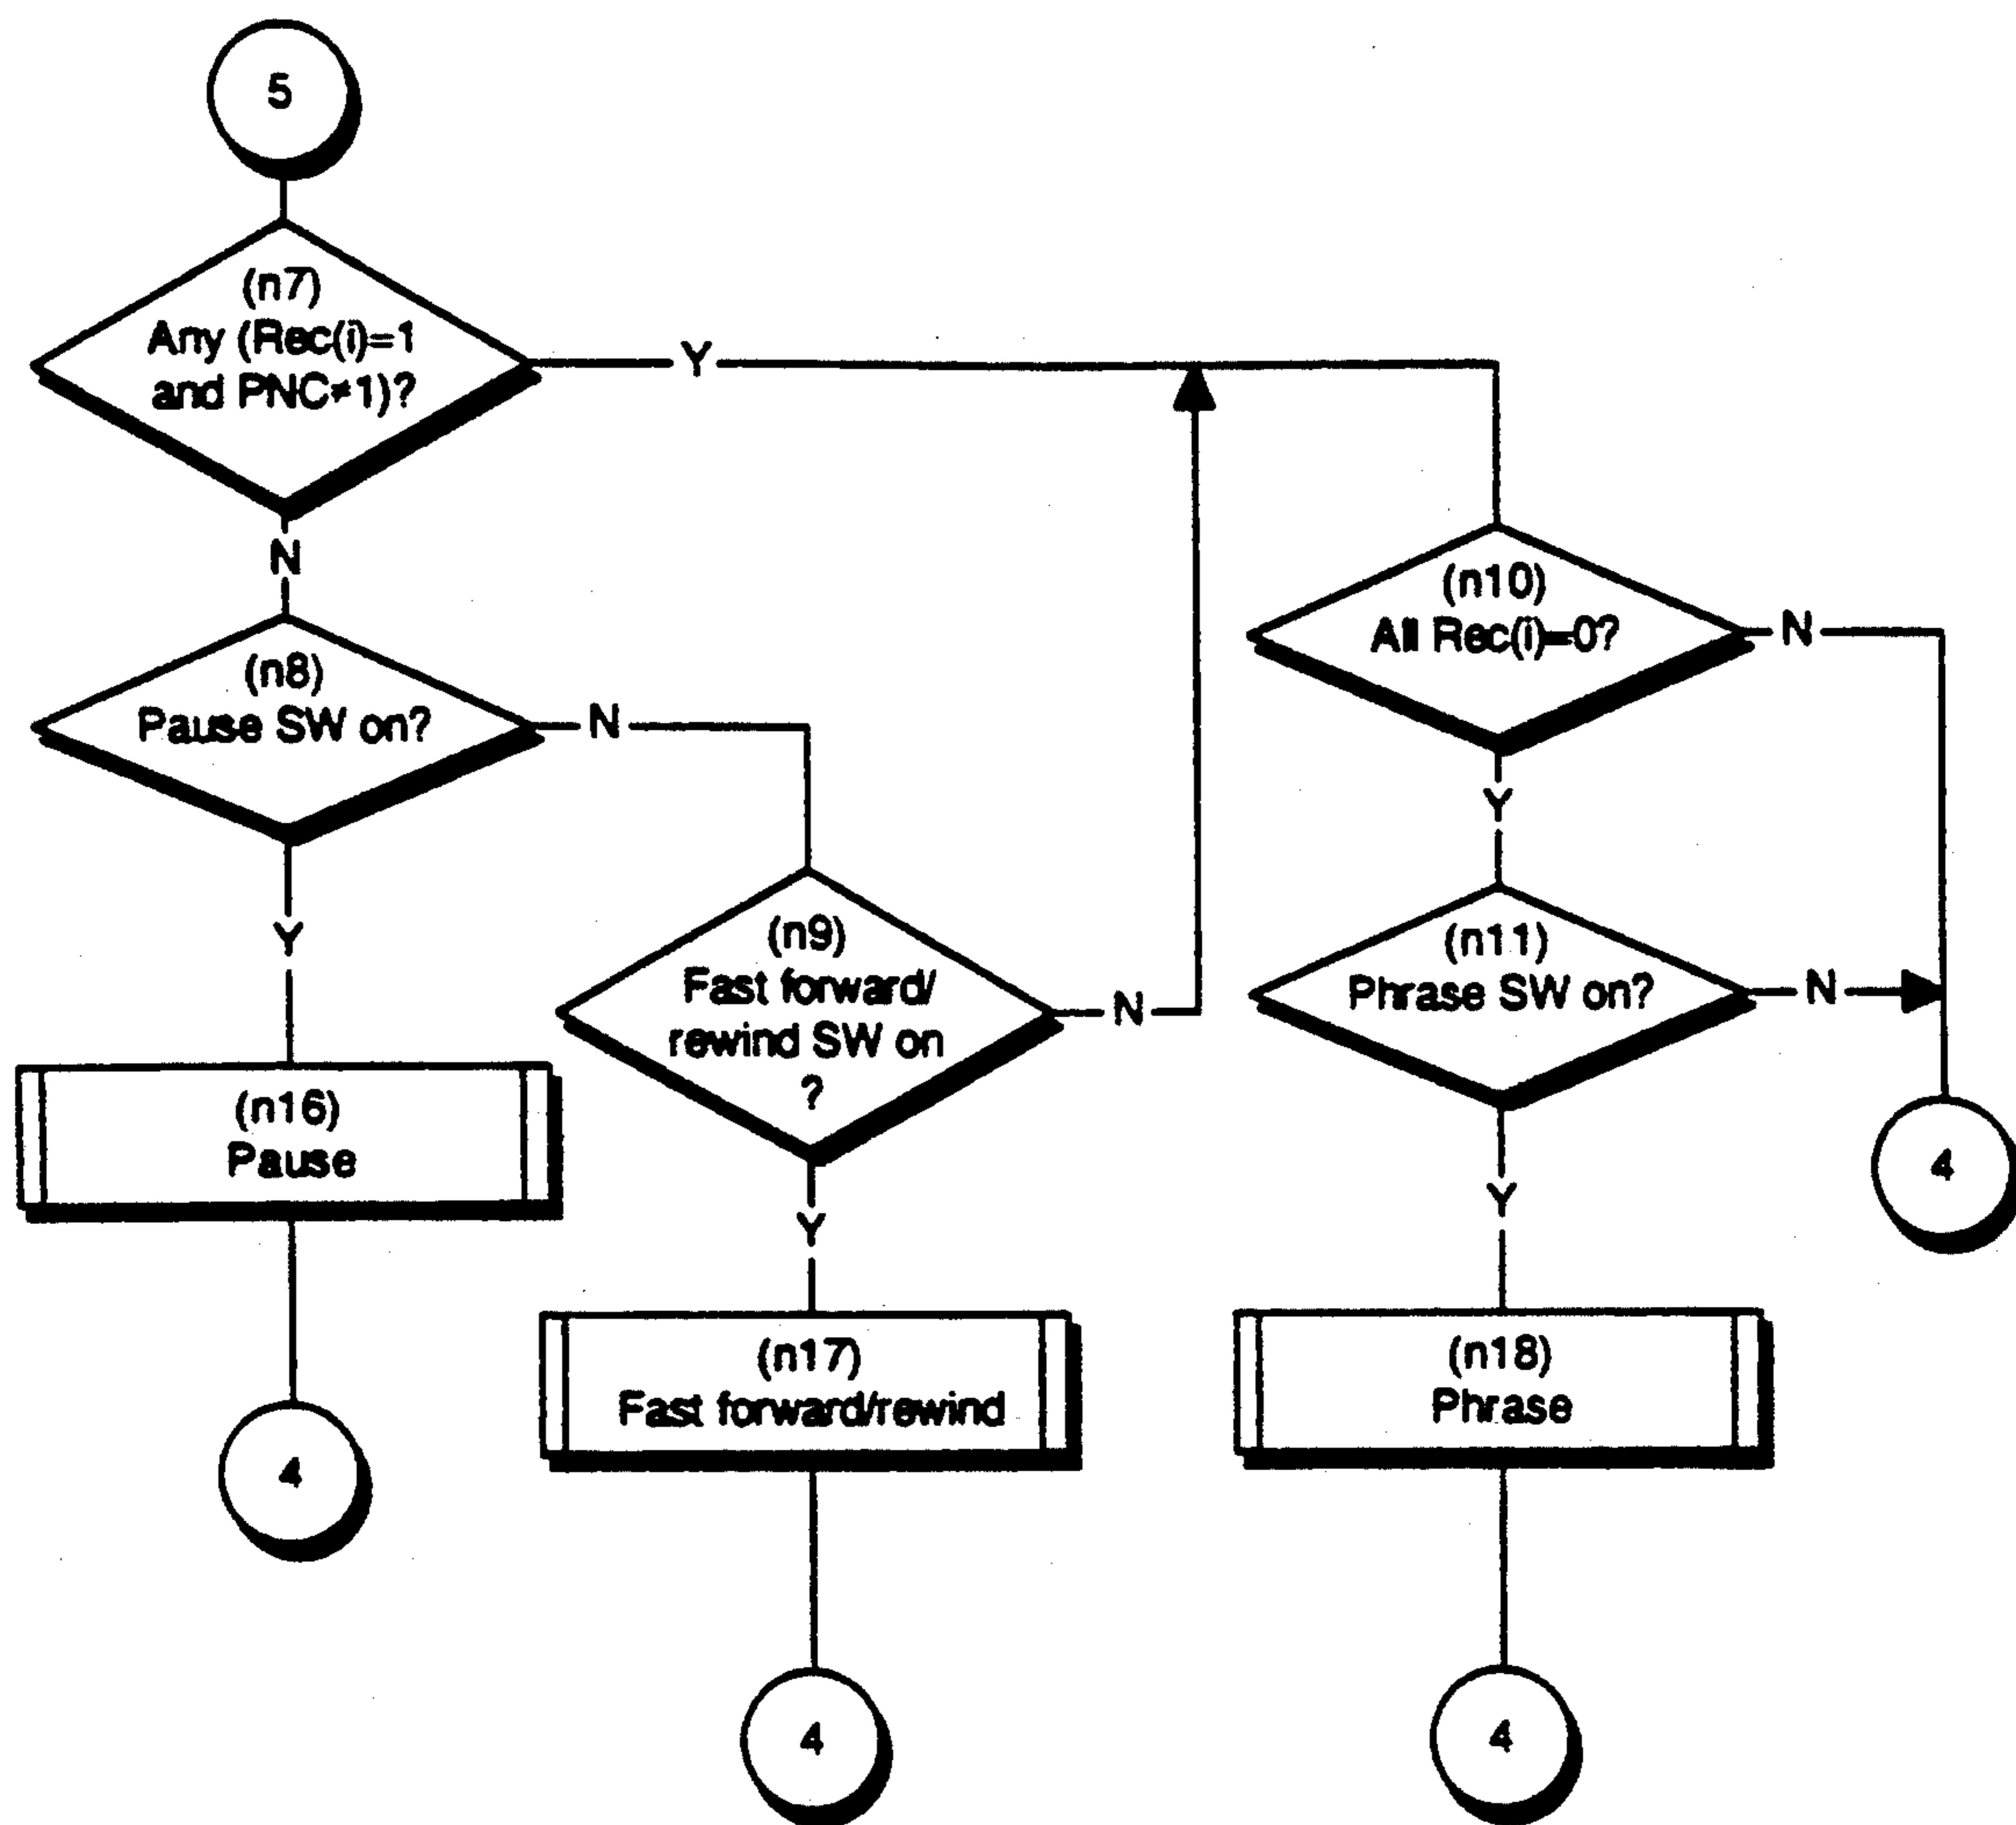 5
(n7)
Any (Rec(i)=1
and PNC≠1)?
Y
N
(n8)
Pause SW on?
N
Y
(n9)
Fast forward/
rewind SW on
?
N
Y
(n10)
All Rec(i)=0?
N
Y
(n11)
Phrase SW on?
N
Y
4
(n16)
Pause
4
(n17)
Fast forward/rewind
4
(n18)
Phrase
4